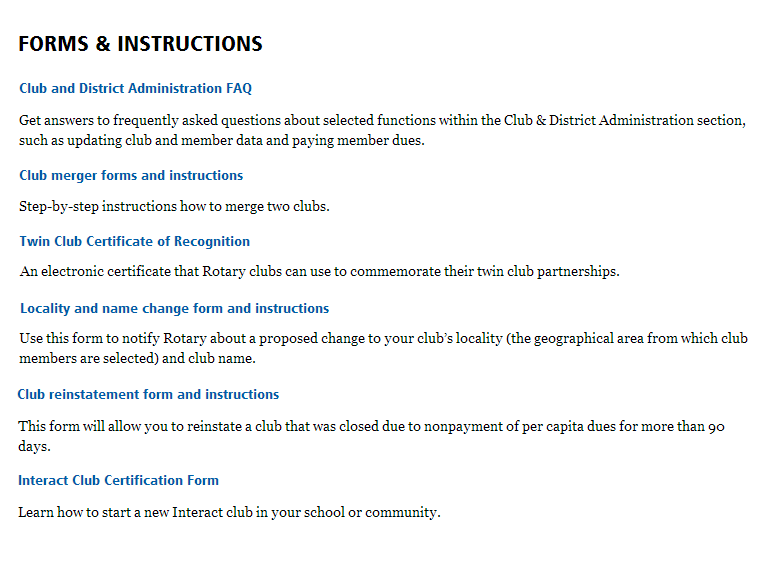 FORMS & INSTRUCTIONS
Club and District Administration FAQ
Get answers to frequently asked questions about selected functions within the Club & District Administration section,
such as updating club and member data and paying member dues.
Club merger forms and instructions
Step-by-step instructions how to merge two clubs.
Twin Club Certificate of Recognition
An electronic certificate that Rotary clubs can use to commemorate their twin club partnerships.
Locality and name change form and instructions
Use this form to notify Rotary about a proposed change to your club’s locality (the geographical area from which club
members are selected) and club name.
Club reinstatement form and instructions
This form will allow you to reinstate a club that was closed due to nonpayment of per capita dues for more than 90
days.
Interact Club Certification Form
Learn how to start a new Interact club in your school or community.